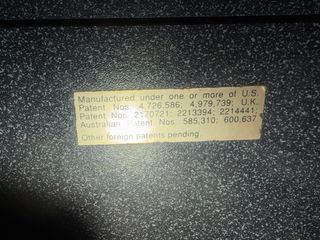 Manufactured under one or more of U.S.
Patent Nos. 4,726,586; 4,979,739; U.K.
Patent Nos. 2170721; 2213394; 2214441;
Australian Patent Nos. 585,310; 600,637
Other foreign patents pending.